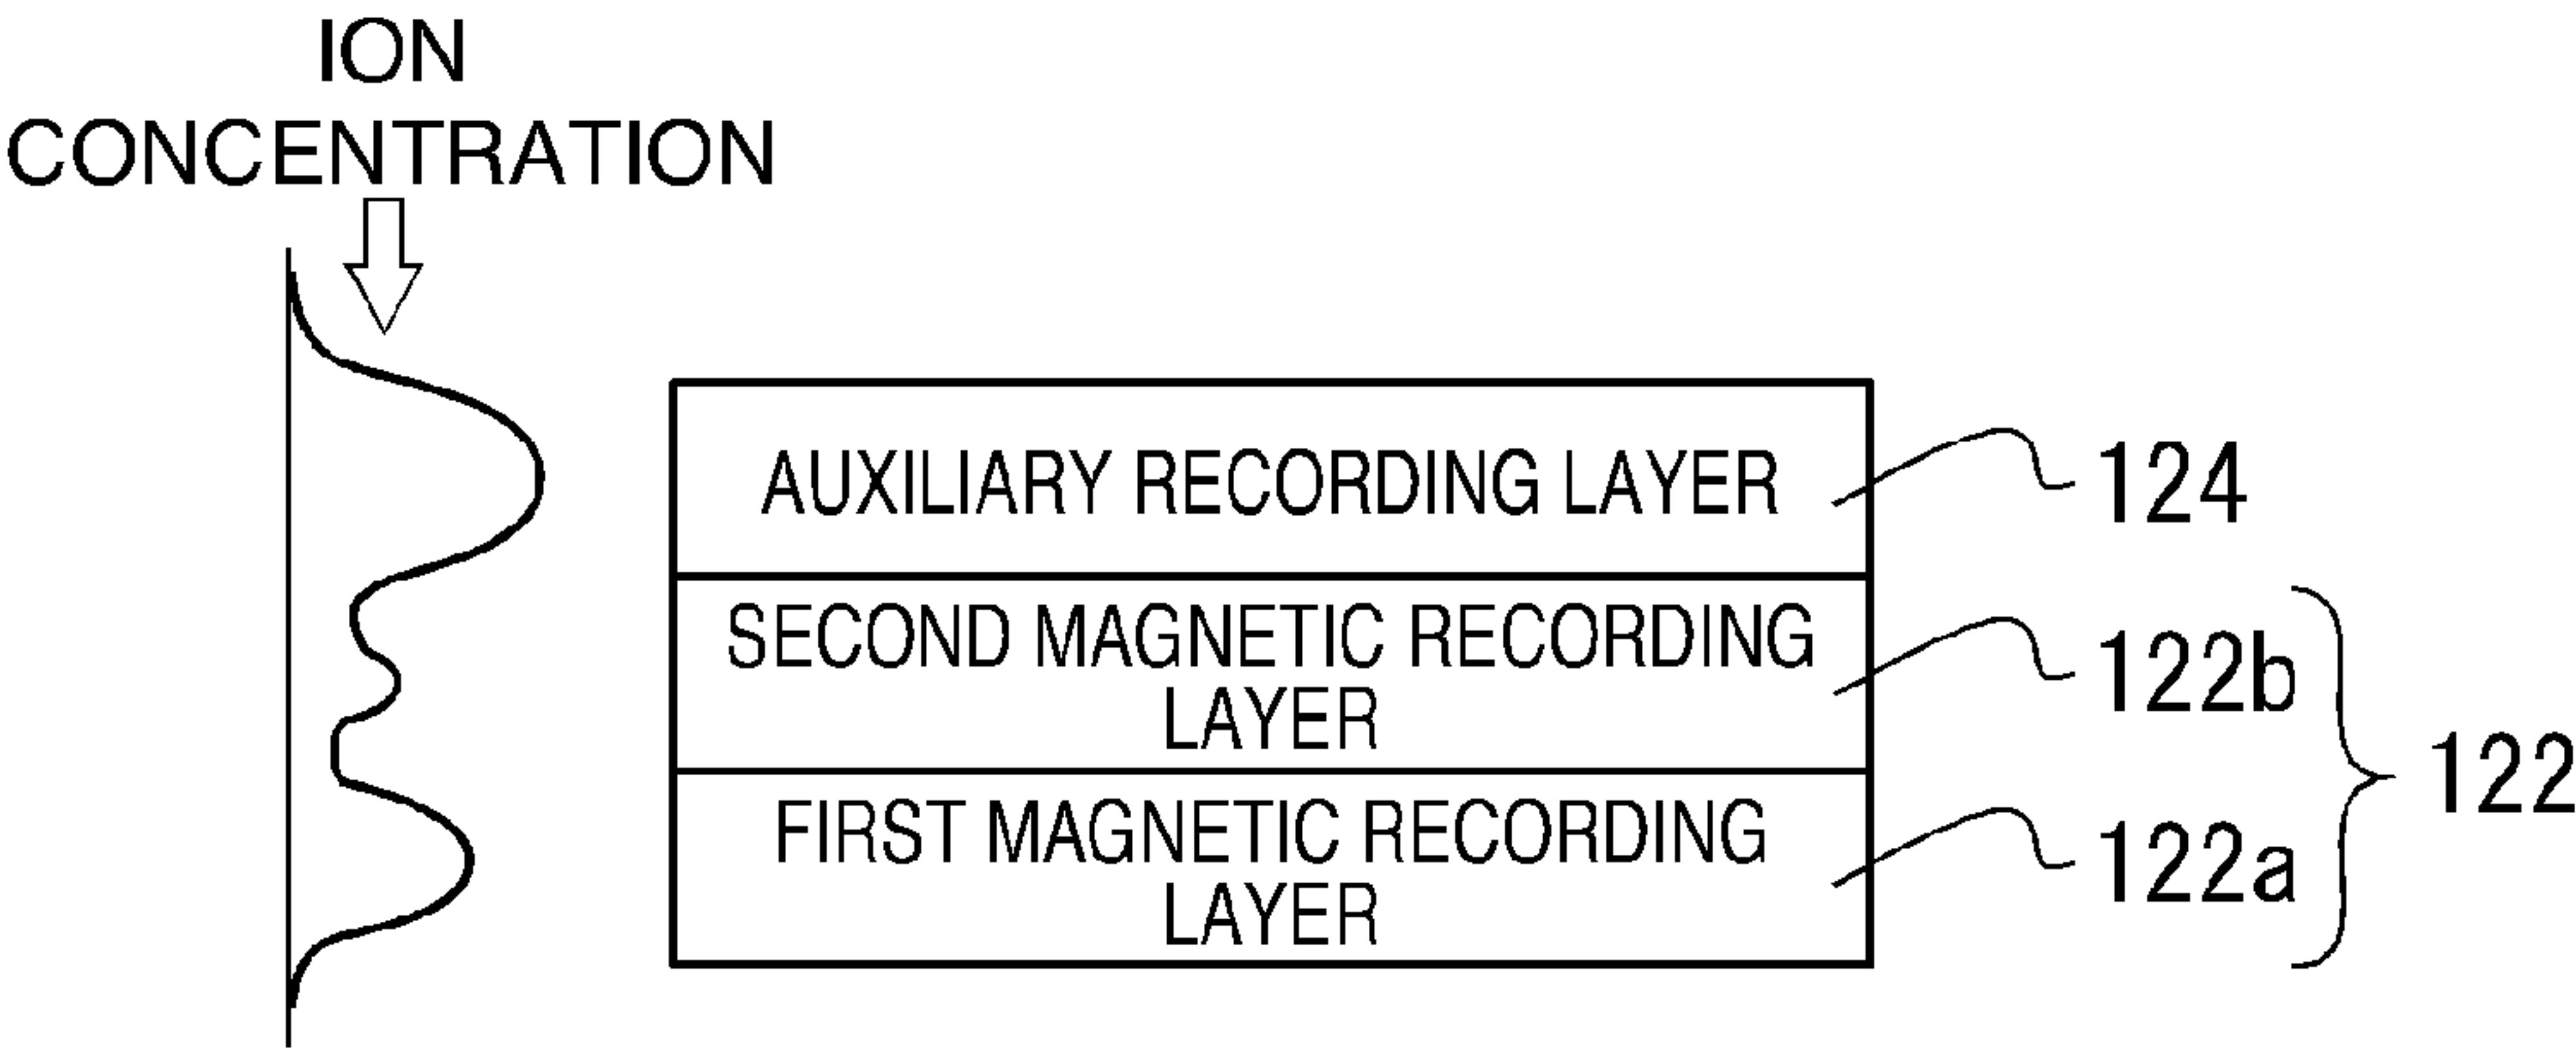 ION
CONCENTRATION
AUXILIARY RECORDING LAYER
124
SECOND MAGNETIC RECORDING
LAYER
122b
FIRST MAGNETIC RECORDING
LAYER
122a
122